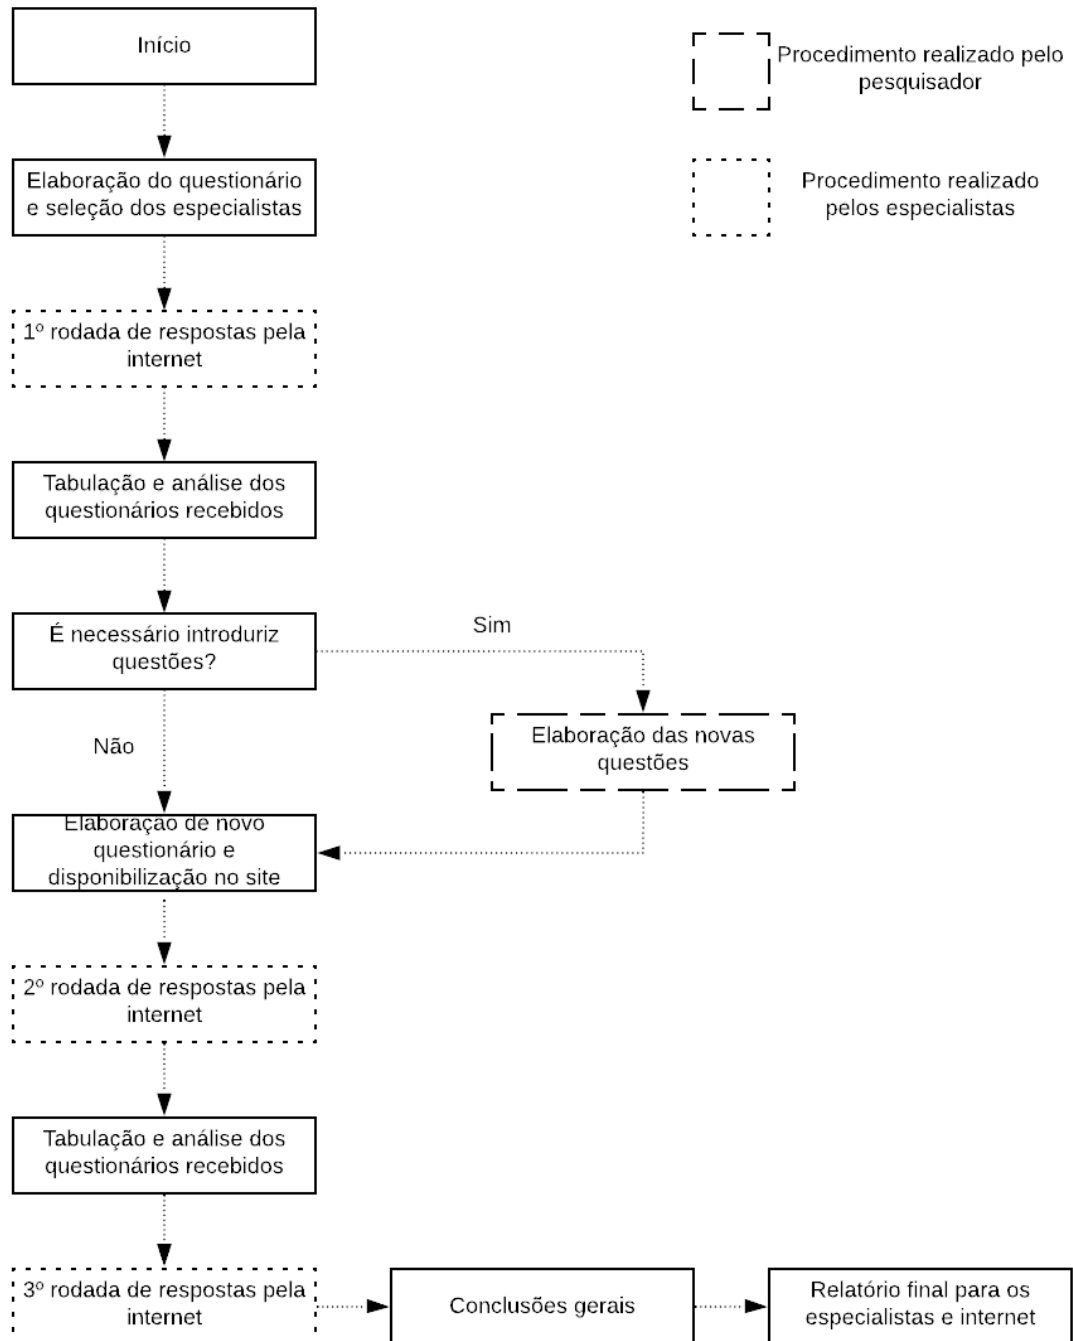 Início
Procedimento realizado pelo
pesquisador
Elaboração do questionário
e seleção dos especialistas
Procedimento realizado
pelos especialistas
1º rodada de respostas pela
internet
Tabulação e análise dos
questionários recebidos
É necessário introduriz
questões?
Sim
Não
Elaboração das novas
questões
Elaboração de novo
questionário e
disponibilização no site
2º rodada de respostas pela
internet
Tabulação e análise dos
questionários recebidos
3º rodada de respostas pela
internet
Conclusões gerais
Relatório final para os
especialistas e internet